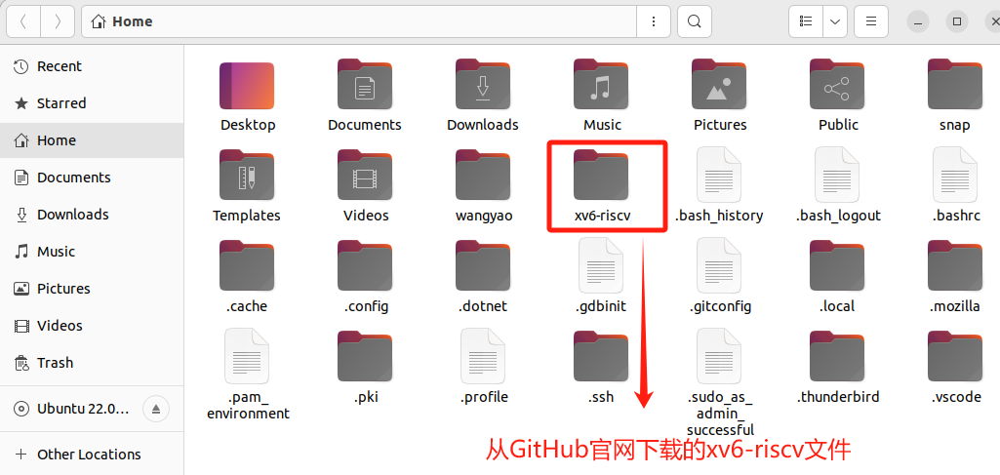 Home
Recent
Starred
Home
Documents
Downloads
Music
Pictures
Videos
Trash
Ubuntu 22.0...
Other Locations
Desktop
Documents
Downloads
Music
Pictures
Public
snap
Templates
Videos
wangyao
xv6-riscv
.bash_history
.bash_logout
.bashrc
.cache
.config
.dotnet
.gdbinit
.gitconfig
.local
.mozilla
.pam_
environment
.pki
.profile
.ssh
.sudo_as_
admin_
successful
.thunderbird
.vscode
从GitHub官网下载的xv6-riscv文件